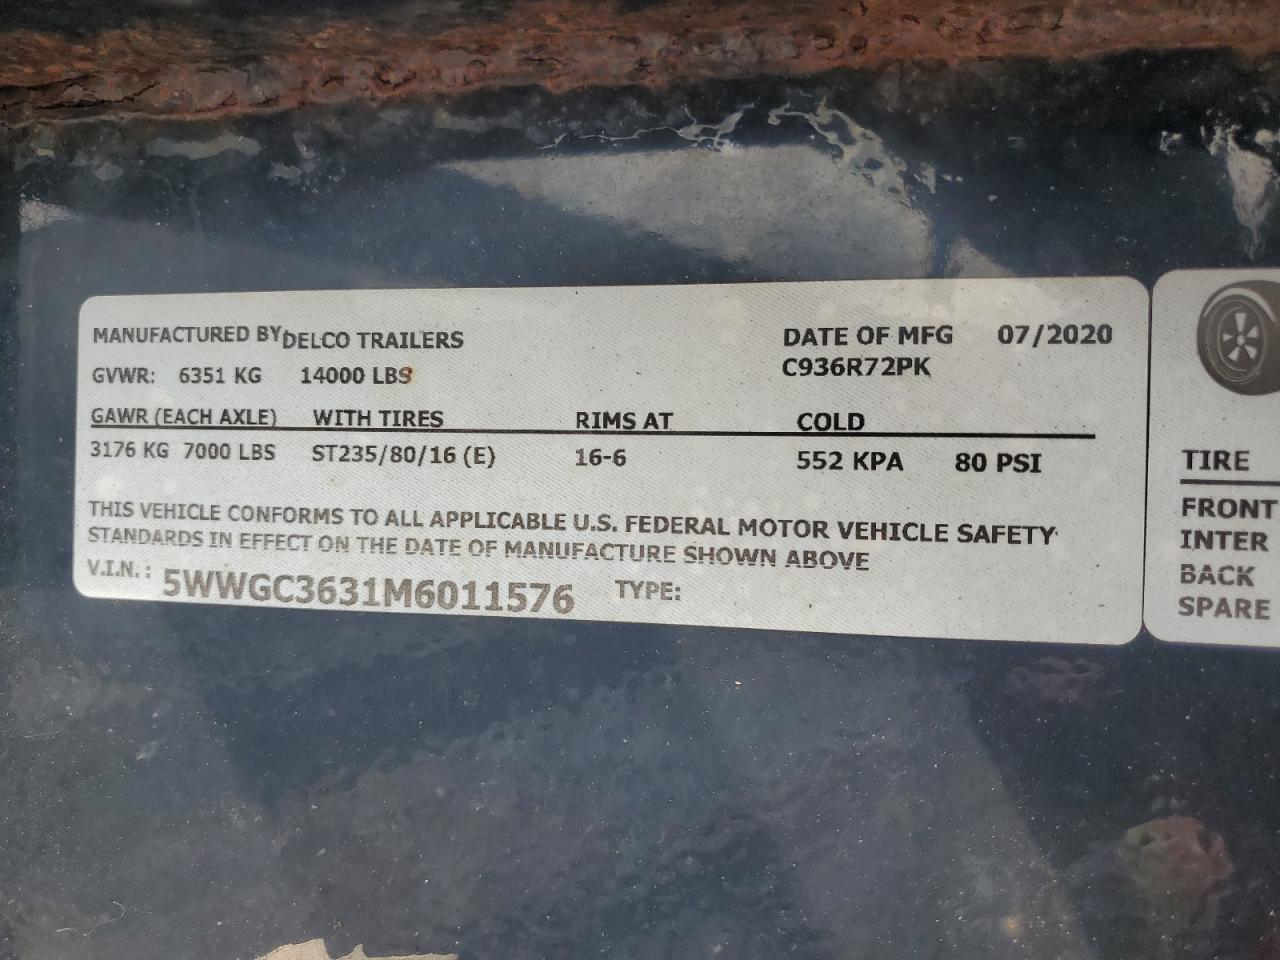 MANUFACTURED BY DELCO TRAILERS DATE OF MFG 07/2020
GVWR: 6351 KG 14000 LBS C936R72PK
GAWR (EACH AXLE) WITH TIRES RIMS AT COLD
3176 KG 7000 LBS ST235/80/16 (E) 16-6 552 KPA 80 PSI
THIS VEHICLE CONFORMS TO ALL APPLICABLE U.S. FEDERAL MOTOR VEHICLE SAFETY
STANDARDS IN EFFECT ON THE DATE OF MANUFACTURE SHOWN ABOVE
V.I.N.: 5WWGC3631M6011576 TYPE:
TIRE
FRONT
INTER
BACK
SPARE